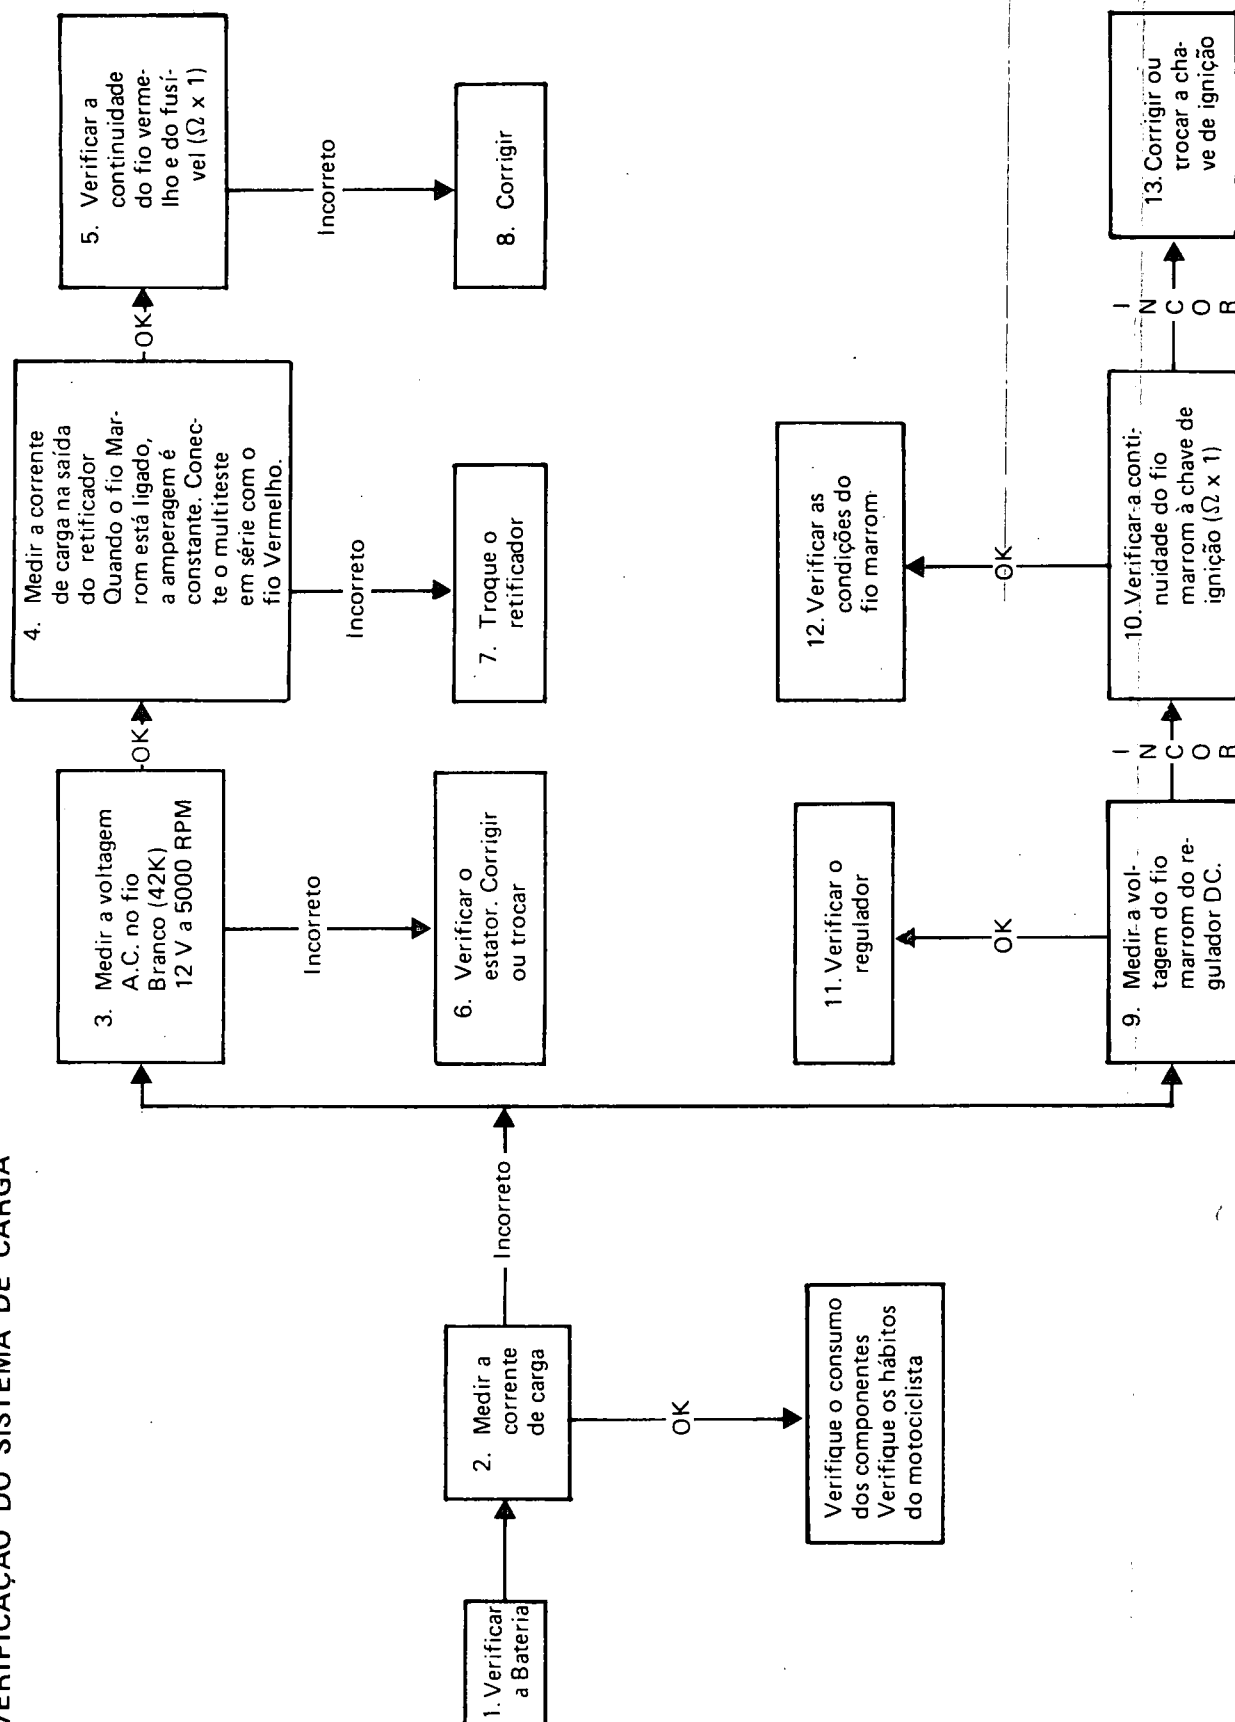 VERIFICAÇÃO DO SISTEMA DE CARGA
1. Verificar
a Bateria
2. Medir a
corrente
de carga
Incorreto
OK
Verifique o consumo
dos componentes
Verifique os hábitos
do motociclista
3. Medir a voltagem
A.C. no fio
Branco (42K)
12 V a 5000 RPM
OK
Incorreto
4. Medir a corrente
de carga na saída
do retificador
Quando o fio Mar-
rom está ligado,
a amperagem é
constante. Conec-
te o multiteste
em série com o
fio Vermelho.
OK
Incorreto
5. Verificar a
continuidade
do fio verme-
lho e do fusí-
vel (Ω x 1)
Incorreto
6. Verificar o
estator. Corrigir
ou trocar
7. Troque o
retificador
8. Corrigir
9. Medir a vol-
tagem do fio
marrom do re-
gulador DC.
OK
I
N
C
O
R
10. Verificar a conti-
nuidade do fio
marrom à chave de
ignição (Ω x 1)
OK
I
N
C
O
R
11. Verificar o
regulador
12. Verificar as
condições do
fio marrom
13. Corrigir ou
trocar a cha-
ve de ignição